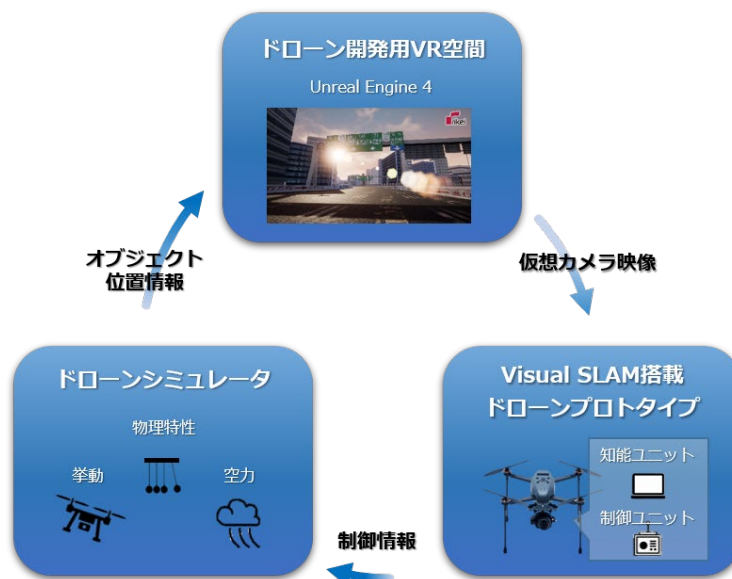 ドローン開発用VR空間
Unreal Engine 4
rikei
オブジェクト
位置情報
仮想カメラ映像
ドローンシミュレータ
物理特性
挙動
空力
Visual SLAM搭載
ドローンプロトタイプ
知能ユニット
制御ユニット
制御情報